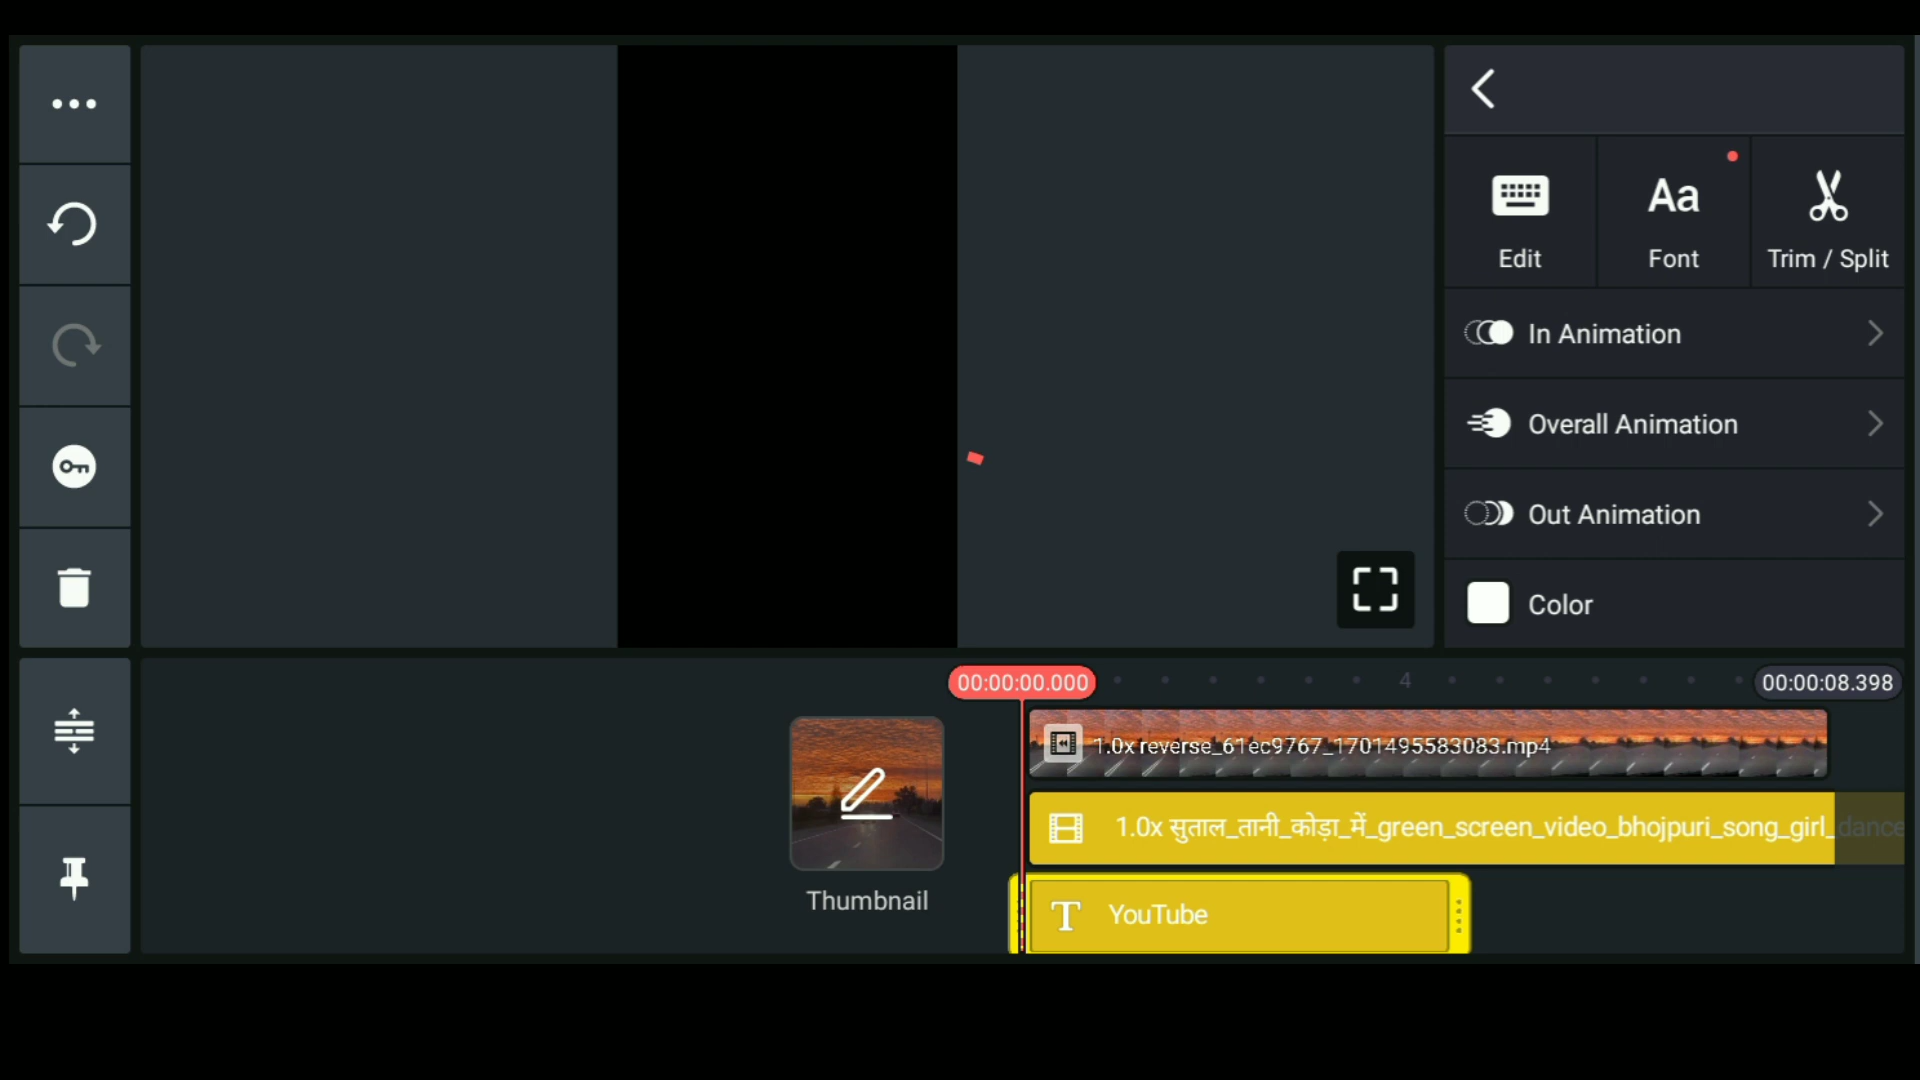 Aa
Edit
Font
Trim / Split
In Animation
Overall Animation
Out Animation
Color
00:00:00.000
4
00:00:08.398
1.0x reverse_61ec9767_1701495583083.mp4
1.0x सुताल_तानी_कोड़ा_में_green_screen_video_bhojpuri_song_girl_dance
Thumbnail
T YouTube